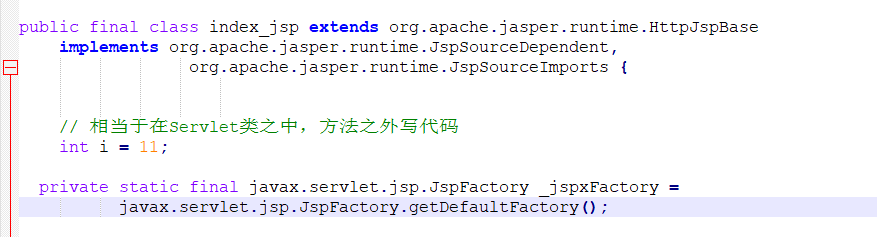 public final class index_jsp extends org.apache.jasper.runtime.HttpJspBase
implements org.apache.jasper.runtime.JspSourceDependent,
org.apache.jasper.runtime.JspSourceImports {
// 相当于在Servlet类之中，方法之外写代码
int i = 11;
private static final javax.servlet.jsp.JspFactory _jspxFactory =
javax.servlet.jsp.JspFactory.getDefaultFactory();